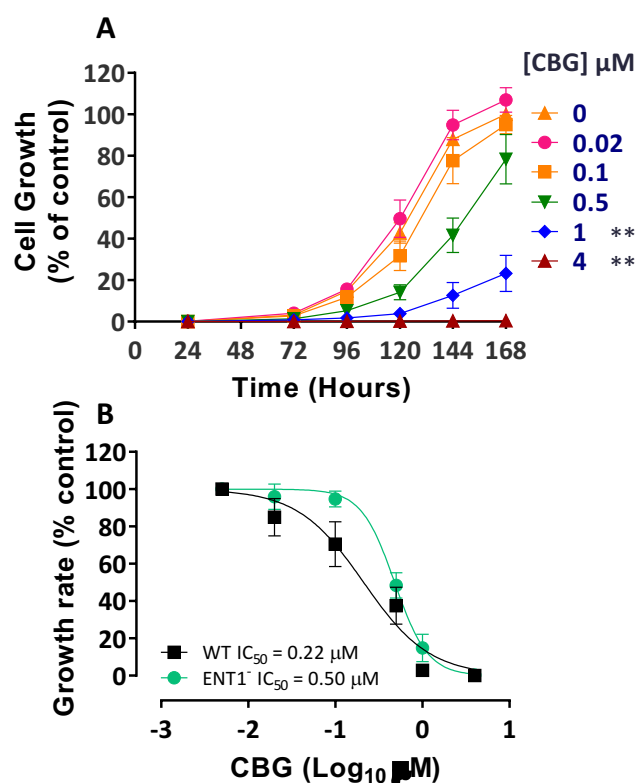 A
[CBG] µM
120
100
80
60
40
20
0
Cell Growth
(% of control)
0
0.02
0.1
0.5
1 **
4 **
0 24 48 72 96 120 144 168
Time (Hours)
B
120
100
80
60
40
20
0
Growth rate (% control)
WT IC50 = 0.22 µM
ENT1- IC50 = 0.50 µM
-3 -2 -1 0 1
CBG (Log10 µM)